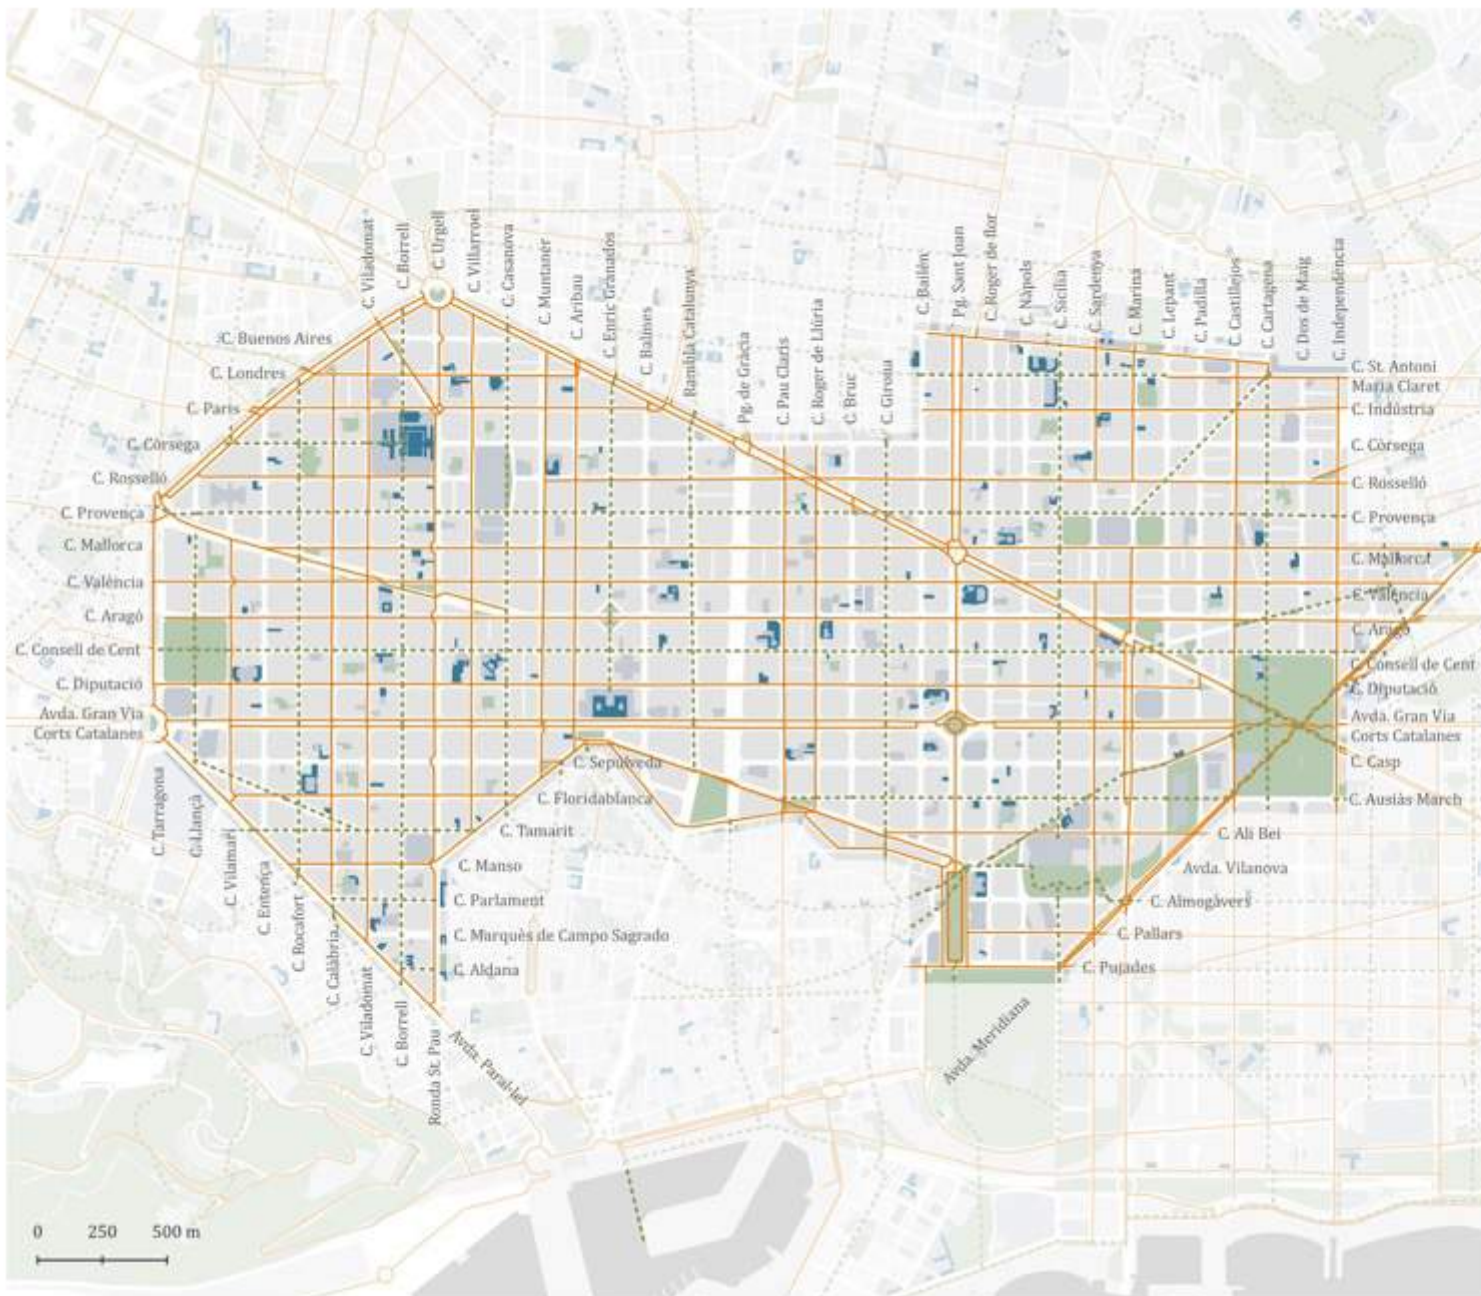 C. Viladomat
C. Borrell
C. Urgell
C. Villarroel
C. Casanova
C. Muntaner
C. Aribau
C. Enric Granados
C. Balmes
Rambla Catalunya
Pg. de Gràcia
C. Pau Claris
C. Roger de Llúria
C. Bruc
C. Girona
C. Bailén
Pg. Sant Joan
C. Roger de flor
C. Nàpols
C. Sicilia
C. Sardenya
C. Marina
C. Lepant
C. Padilla
C. Castillejos
C. Cartagena
C. Dos de Maig
C. Independència
C. Buenos Aires
C. Londres
C. Paris
C. Còrsega
C. Rosselló
C. Provença
C. Mallorca
C. València
C. Aragó
C. Consell de Cent
C. Diputació
Avda. Gran Via
Corts Catalanes
C. St. Antoni
Maria Claret
C. Indústria
C. Còrsega
C. Rosselló
C. Provença
C. Mallorca
C. València
C. Aragó
C. Consell de Cent
C. Diputació
Avda. Gran Via
Corts Catalanes
C. Casp
C. Ausiàs March
C. Ali Bei
Avda. Vilanova
C. Almogàvers
C. Pallars
C. Pujades
Avda. Meridiana
C. Sepúlveda
C. Floridablanca
C. Tamarit
C. Manso
C. Parlament
C. Marquès de Campo Sagrado
C. Aldana
C. Tarragona
C. Llançà
C. Vilamarí
C. Entença
C. Rocafort
C. Calàbria
C. Viladomat
C. Borrell
Ronda St. Pau
Avda. Paral·lel
0 250 500 m